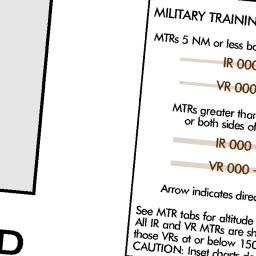 MILITARY TRAINING
MTRs 5 NM or less bo
IR 000
VR 000
MTRs greater than
or both sides of
IR 000
VR 000 -
Arrow indicates direc
See MTR tabs for altitude
All IR and VR MTRs are sh
those VRs at or below 150
CAUTION: Inset charts d
D